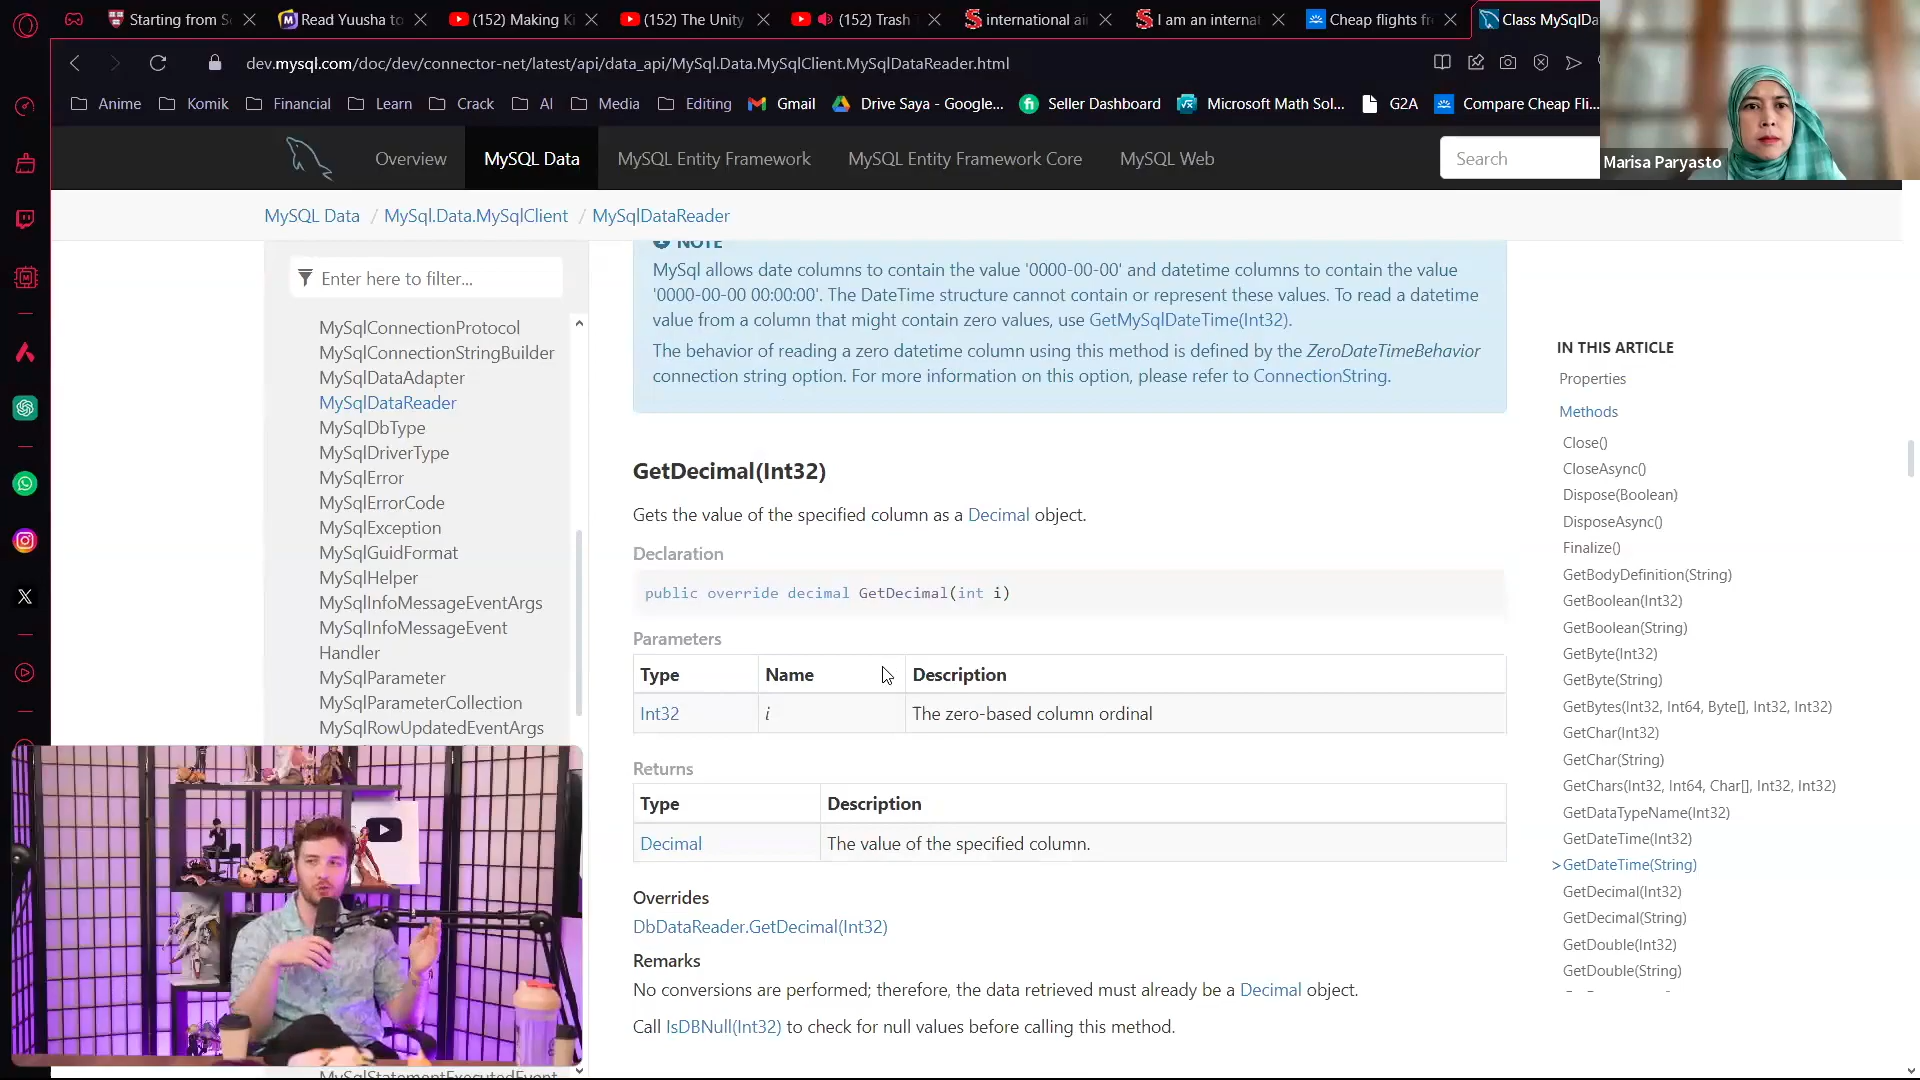 Starting from S
Read Yuusha to
(152) Making Ki
(152) The Unity
(152) Trash
international ai
I am an interna
Cheap flights fr
Class MySqlDa
dev.mysql.com/doc/dev/connector-net/latest/api/data_api/MySql.Data.MySqlClient.MySqlDataReader.html
Anime
Komik
Financial
Learn
Crack
AI
Media
Editing
Gmail
Drive Saya - Google...
Seller Dashboard
Microsoft Math Sol...
G2A
Compare Cheap Fli...
Marisa Paryasto
Overview
MySQL Data
MySQL Entity Framework
MySQL Entity Framework Core
MySQL Web
Search
MySQL Data / MySql.Data.MySqlClient / MySqlDataReader
Enter here to filter...
MySqlConnectionProtocol
MySqlConnectionStringBuilder
MySqlDataAdapter
MySqlDataReader
MySqlDbType
MySqlDriverType
MySqlError
MySqlErrorCode
MySqlException
MySqlGuidFormat
MySqlHelper
MySqlInfoMessageEventArgs
MySqlInfoMessageEvent
Handler
MySqlParameter
MySqlParameterCollection
MySqlRowUpdatedEventArgs
MySqlStatementExecutedEvent
NOTE
MySql allows date columns to contain the value '0000-00-00' and datetime columns to contain the value
'0000-00-00 00:00:00'. The DateTime structure cannot contain or represent these values. To read a datetime
value from a column that might contain zero values, use GetMySqlDateTime(Int32).
The behavior of reading a zero datetime column using this method is defined by the ZeroDateTimeBehavior
connection string option. For more information on this option, please refer to ConnectionString.
GetDecimal(Int32)
Gets the value of the specified column as a Decimal object.
Declaration
public override decimal GetDecimal(int i)
Parameters
Type Name Description
Int32 i The zero-based column ordinal
Returns
Type Description
Decimal The value of the specified column.
Overrides
DbDataReader.GetDecimal(Int32)
Remarks
No conversions are performed; therefore, the data retrieved must already be a Decimal object.
Call IsDBNull(Int32) to check for null values before calling this method.
IN THIS ARTICLE
Properties
Methods
Close()
CloseAsync()
Dispose(Boolean)
DisposeAsync()
Finalize()
GetBodyDefinition(String)
GetBoolean(Int32)
GetBoolean(String)
GetByte(Int32)
GetByte(String)
GetBytes(Int32, Int64, Byte[], Int32, Int32)
GetChar(Int32)
GetChar(String)
GetChars(Int32, Int64, Char[], Int32, Int32)
GetDataTypeName(Int32)
GetDateTime(Int32)
>GetDateTime(String)
GetDecimal(Int32)
GetDecimal(String)
GetDouble(Int32)
GetDouble(String)